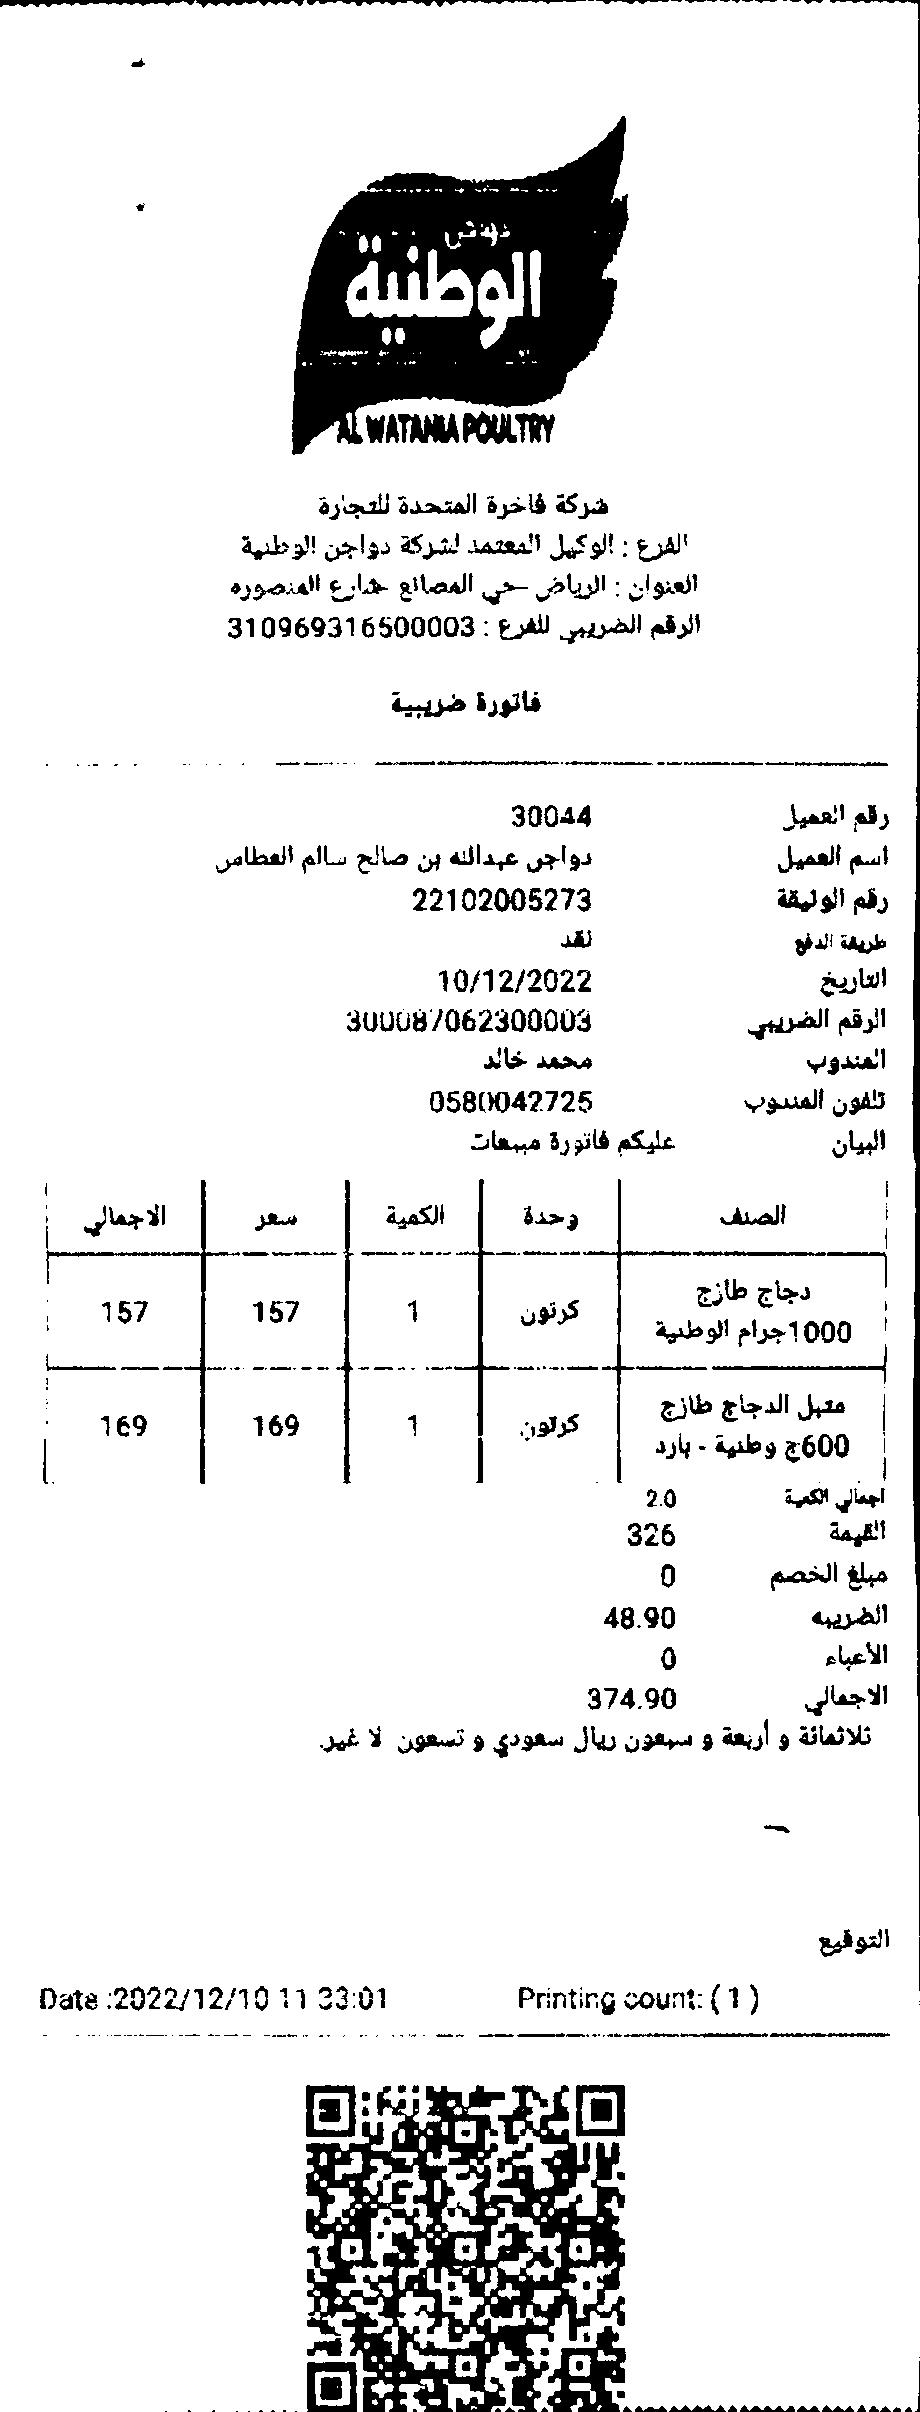 دواجن
الوطنية
AL WATANIA POULTRY
شركة فاخرة المتحدة للتجارة
الفرع : الوكيل المعتمد لشركة دواجن الوطنية
العنوان : الرياض -حي المصانع شارع المنصوره
الرقم الضريبي للفرع : 310969316500003
فاتورة ضريبية
رقم العميل 30044
اسم العميل دواجن عبدالله بن صالح سالم العطاس
رقم الوثيقة 22102005273
طريقة الدفع نقد
التاريخ 10/12/2022
الرقم الضريبي 300087062300003
المندوب محمد خالد
تلفون المندوب 0580042725
البيان عليكم فاتورة مبيعات
الصنف وحدة الكمية سعر الاجمالي
دجاج طازج
1000جرام الوطنية كرتون 1 157 157
متبل الدجاج طازج
600ج وطنية - بارد كرتون 1 169 169
اجمالي الكمية 2.0
القيمة 326
مبلغ الخصم 0
الضريبه 48.90
الأعباء 0
الاجمالي 374.90
ثلاثمائة و أربعة و سبعون ريال سعودي و تسعون لا غير.
التوقيع
Date :2022/12/10 11 33:01 Printing count: ( 1 )